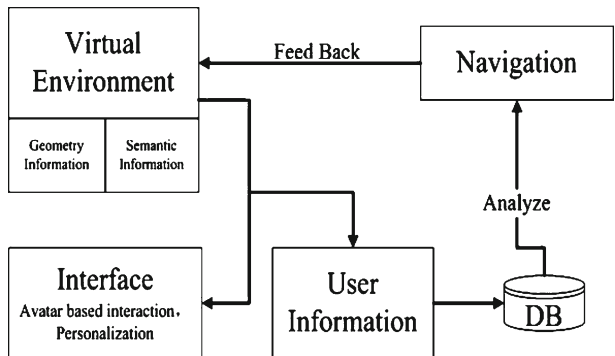 Virtual
Environment
Geometry
Information
Semantic
Information
Feed Back
Navigation
Analyze
Interface
Avatar based interaction,
Personalization
User
Information
DB